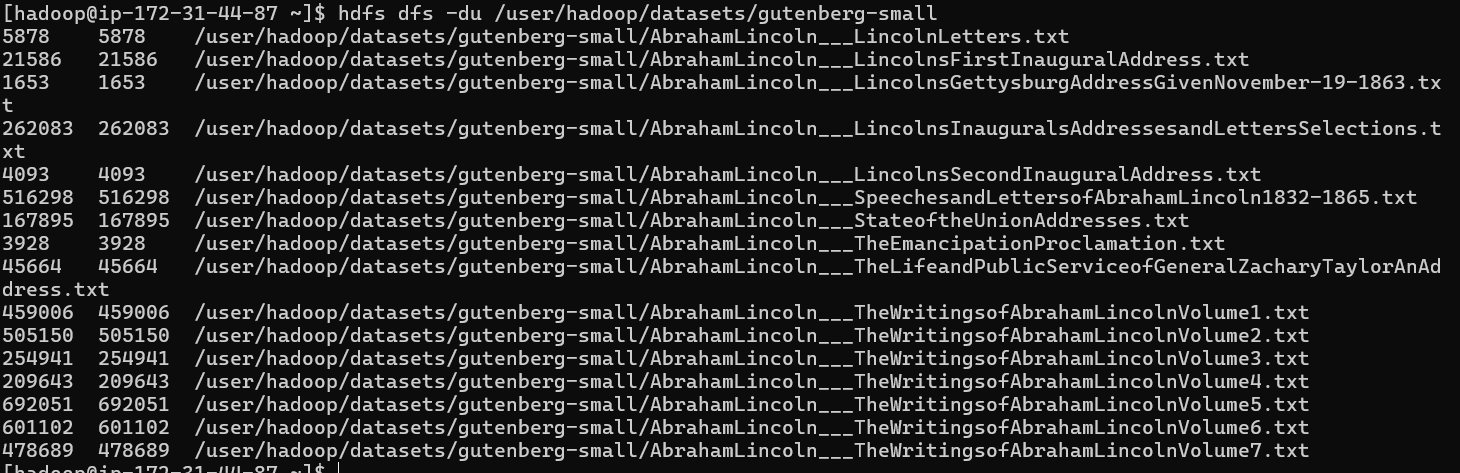 [hadoop@ip-172-31-44-87 ~]$ hdfs dfs -du /user/hadoop/datasets/gutenberg-small
5878    5878    /user/hadoop/datasets/gutenberg-small/AbrahamLincoln___LincolnLetters.txt
21586   21586   /user/hadoop/datasets/gutenberg-small/AbrahamLincoln___LincolnsFirstInauguralAddress.txt
1653    1653    /user/hadoop/datasets/gutenberg-small/AbrahamLincoln___LincolnsGettysburgAddressGivenNovember-19-1863.tx
t
262083  262083  /user/hadoop/datasets/gutenberg-small/AbrahamLincoln___LincolnsInauguralsAddressesandLettersSelections.t
xt
4093    4093    /user/hadoop/datasets/gutenberg-small/AbrahamLincoln___LincolnsSecondInauguralAddress.txt
516298  516298  /user/hadoop/datasets/gutenberg-small/AbrahamLincoln___SpeechesandLettersofAbrahamLincoln1832-1865.txt
167895  167895  /user/hadoop/datasets/gutenberg-small/AbrahamLincoln___StateoftheUnionAddresses.txt
3928    3928    /user/hadoop/datasets/gutenberg-small/AbrahamLincoln___TheEmancipationProclamation.txt
45664   45664   /user/hadoop/datasets/gutenberg-small/AbrahamLincoln___TheLifeandPublicServiceofGeneralZacharyTaylorAnAd
dress.txt
459006  459006  /user/hadoop/datasets/gutenberg-small/AbrahamLincoln___TheWritingsofAbrahamLincolnVolume1.txt
505150  505150  /user/hadoop/datasets/gutenberg-small/AbrahamLincoln___TheWritingsofAbrahamLincolnVolume2.txt
254941  254941  /user/hadoop/datasets/gutenberg-small/AbrahamLincoln___TheWritingsofAbrahamLincolnVolume3.txt
209643  209643  /user/hadoop/datasets/gutenberg-small/AbrahamLincoln___TheWritingsofAbrahamLincolnVolume4.txt
692051  692051  /user/hadoop/datasets/gutenberg-small/AbrahamLincoln___TheWritingsofAbrahamLincolnVolume5.txt
601102  601102  /user/hadoop/datasets/gutenberg-small/AbrahamLincoln___TheWritingsofAbrahamLincolnVolume6.txt
478689  478689  /user/hadoop/datasets/gutenberg-small/AbrahamLincoln___TheWritingsofAbrahamLincolnVolume7.txt
[hadoop@ip-172-31-44-87 ~]$